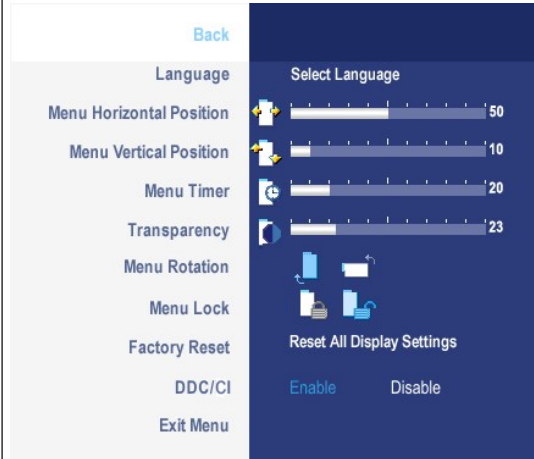 Back
Language Select Language
Menu Horizontal Position 50
Menu Vertical Position 10
Menu Timer 20
Transparency 23
Menu Rotation
Menu Lock
Factory Reset Reset All Display Settings
DDC/CI Enable Disable
Exit Menu